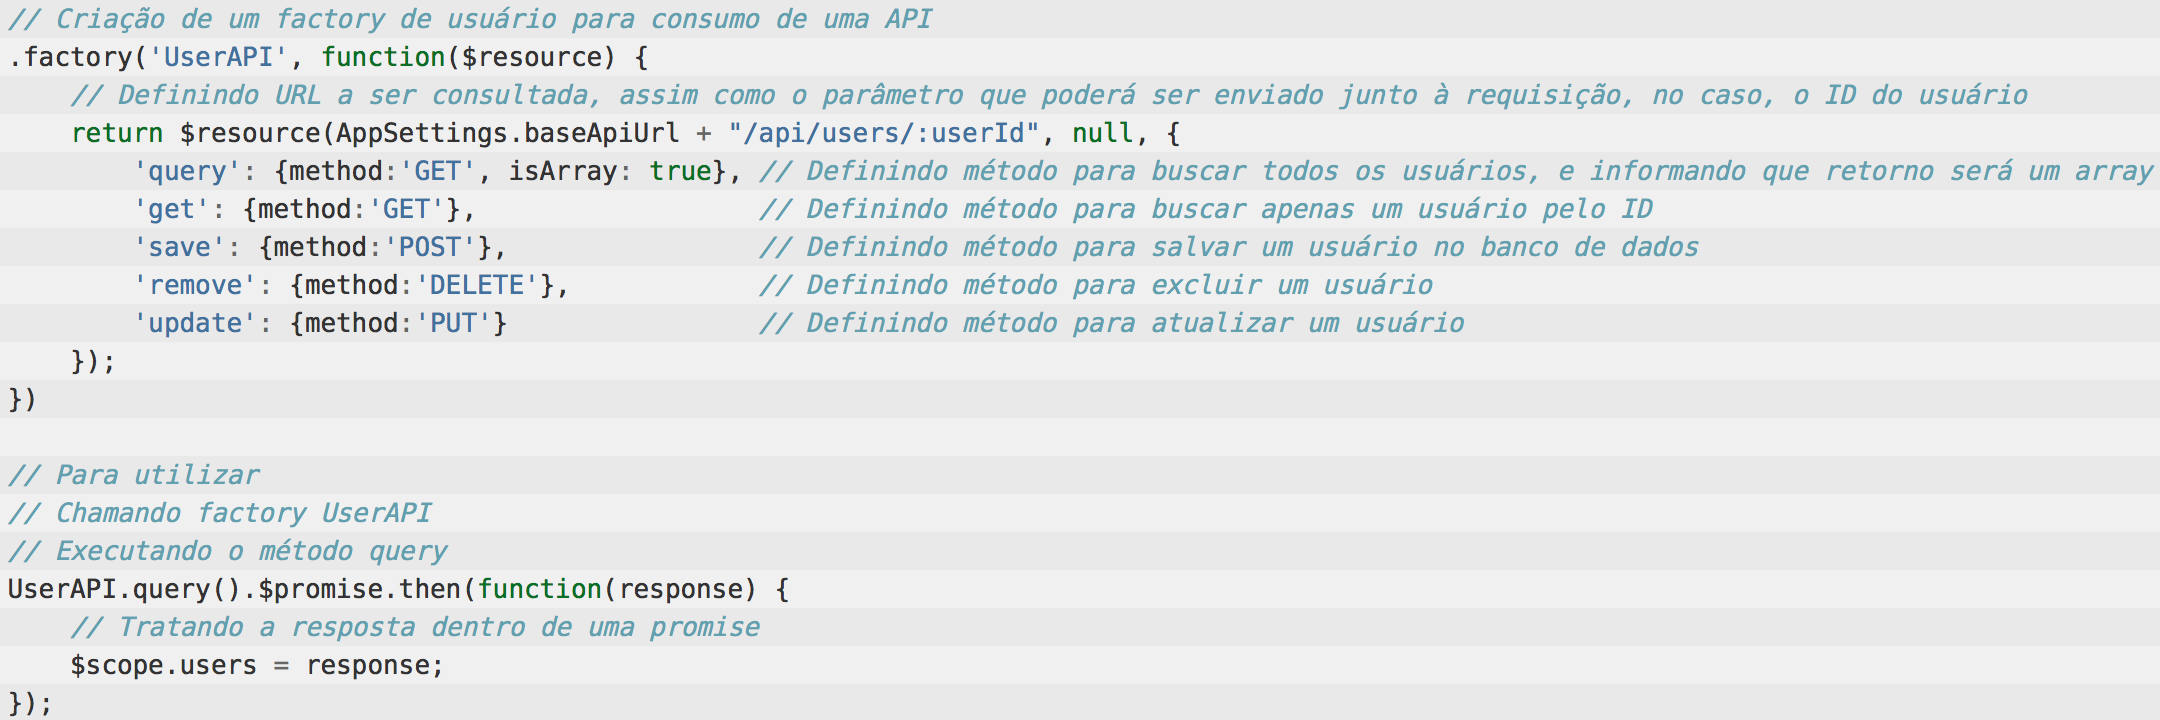 // Criação de um factory de usuário para consumo de uma API
.factory('UserAPI', function($resource) {
    // Definindo URL a ser consultada, assim como o parâmetro que poderá ser enviado junto à requisição, no caso, o ID do usuário
    return $resource(AppSettings.baseApiUrl + "/api/users/:userId", null, {
        'query': {method:'GET', isArray: true}, // Definindo método para buscar todos os usuários, e informando que retorno será um array
        'get': {method:'GET'},                  // Definindo método para buscar apenas um usuário pelo ID
        'save': {method:'POST'},                // Definindo método para salvar um usuário no banco de dados
        'remove': {method:'DELETE'},            // Definindo método para excluir um usuário
        'update': {method:'PUT'}                // Definindo método para atualizar um usuário
    });
})

// Para utilizar
// Chamando factory UserAPI
// Executando o método query
UserAPI.query().$promise.then(function(response) {
    // Tratando a resposta dentro de uma promise
    $scope.users = response;
});